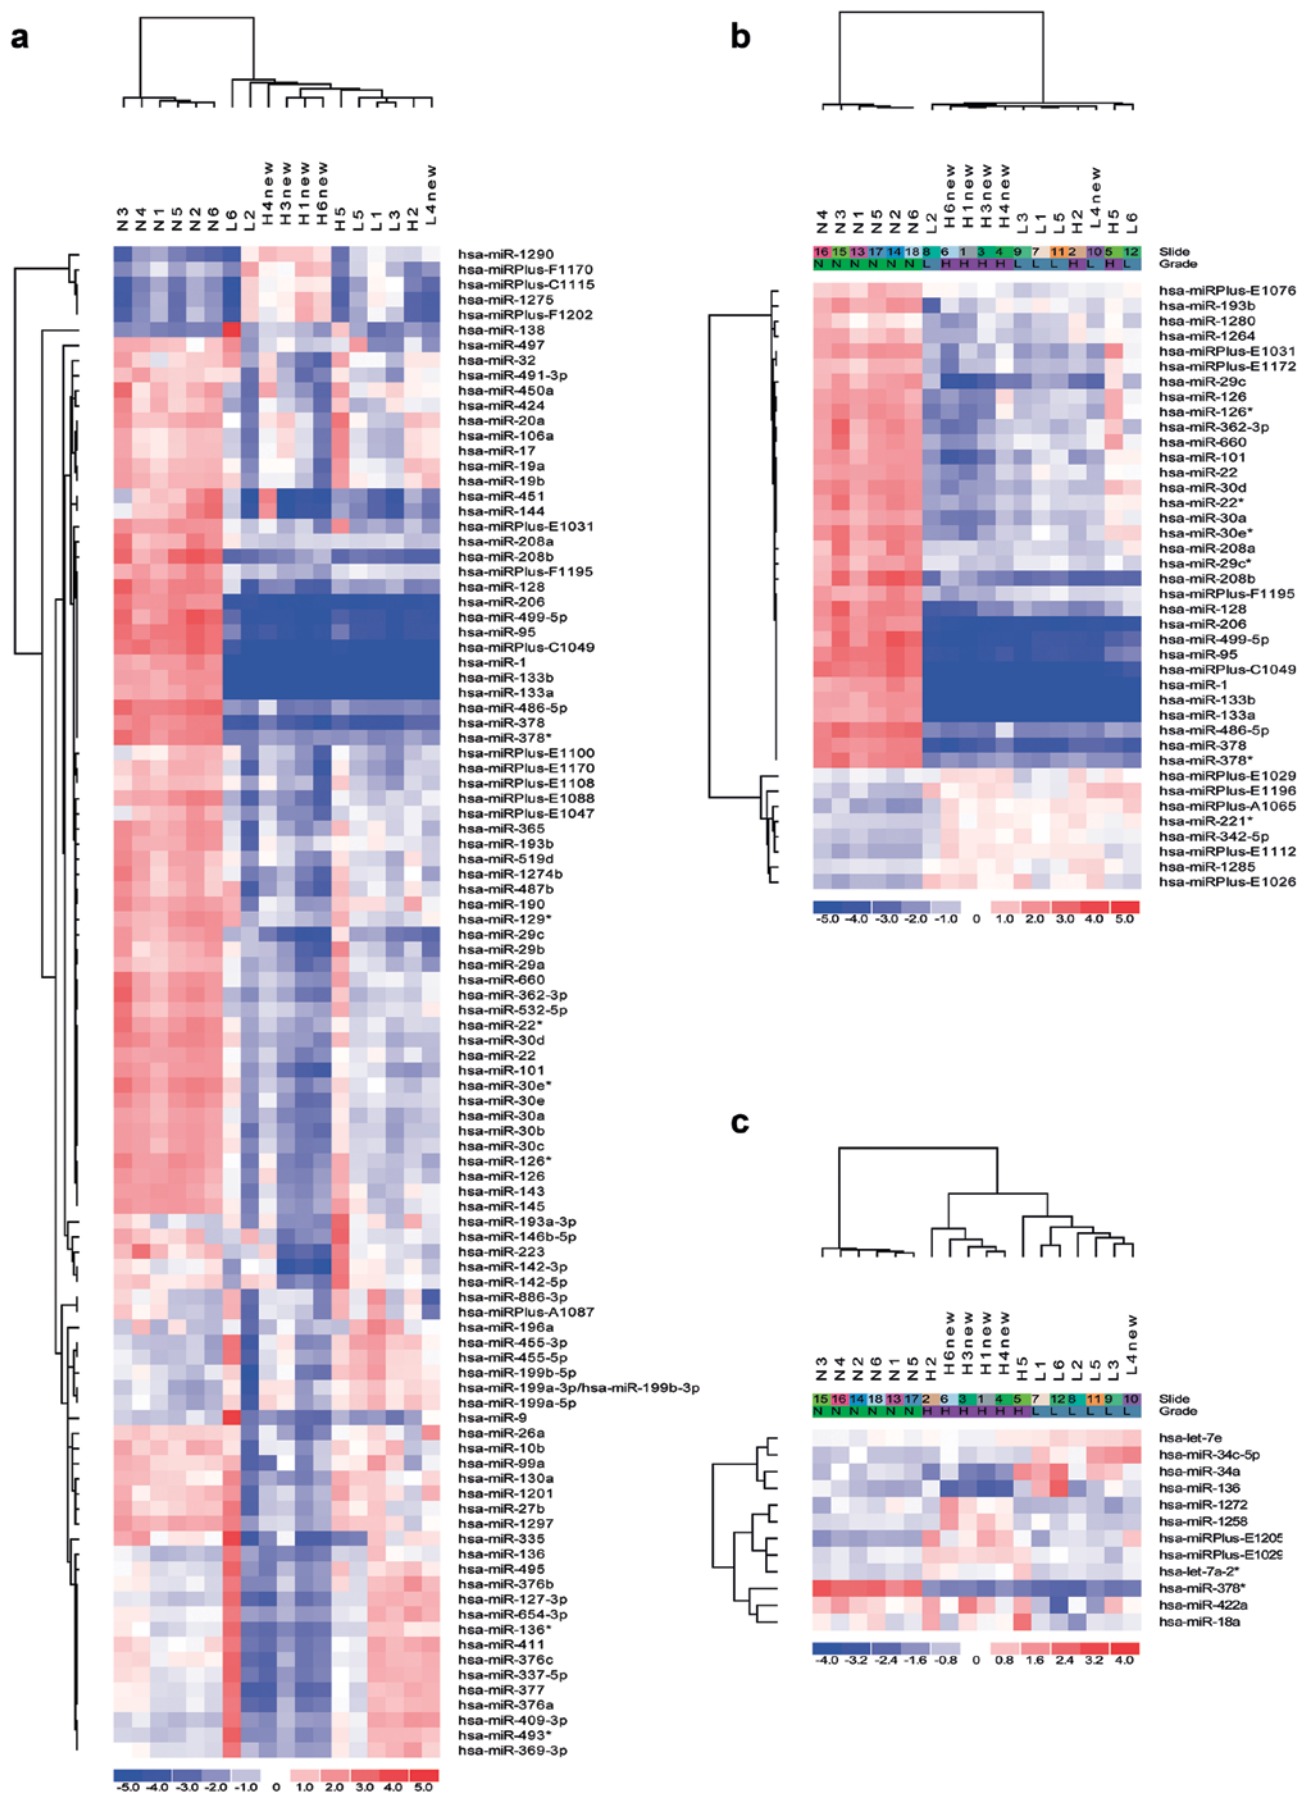 a
N3 N4 N1 N5 N2 N6 L6 L2 H4new H3new H1new H6new H5 L5 L1 L3 H2 L4new
hsa-miR-1290
hsa-miRPlus-F1170
hsa-miRPlus-C1115
hsa-miR-1275
hsa-miRPlus-F1202
hsa-miR-138
hsa-miR-497
hsa-miR-32
hsa-miR-491-3p
hsa-miR-450a
hsa-miR-424
hsa-miR-20a
hsa-miR-106a
hsa-miR-17
hsa-miR-19a
hsa-miR-19b
hsa-miR-451
hsa-miR-144
hsa-miRPlus-E1031
hsa-miR-208a
hsa-miR-208b
hsa-miRPlus-F1195
hsa-miR-128
hsa-miR-206
hsa-miR-499-5p
hsa-miR-95
hsa-miRPlus-C1049
hsa-miR-1
hsa-miR-133b
hsa-miR-133a
hsa-miR-486-5p
hsa-miR-378
hsa-miR-378*
hsa-miRPlus-E1100
hsa-miRPlus-E1170
hsa-miRPlus-E1108
hsa-miRPlus-E1088
hsa-miRPlus-E1047
hsa-miR-365
hsa-miR-193b
hsa-miR-519d
hsa-miR-1274b
hsa-miR-487b
hsa-miR-190
hsa-miR-129*
hsa-miR-29c
hsa-miR-29b
hsa-miR-29a
hsa-miR-660
hsa-miR-362-3p
hsa-miR-532-5p
hsa-miR-22*
hsa-miR-30d
hsa-miR-22
hsa-miR-101
hsa-miR-30e*
hsa-miR-30e
hsa-miR-30a
hsa-miR-30b
hsa-miR-30c
hsa-miR-126*
hsa-miR-126
hsa-miR-143
hsa-miR-145
hsa-miR-193a-3p
hsa-miR-146b-5p
hsa-miR-223
hsa-miR-142-3p
hsa-miR-142-5p
hsa-miR-886-3p
hsa-miRPlus-A1087
hsa-miR-196a
hsa-miR-455-3p
hsa-miR-455-5p
hsa-miR-199b-5p
hsa-miR-199a-3p/hsa-miR-199b-3p
hsa-miR-199a-5p
hsa-miR-9
hsa-miR-26a
hsa-miR-10b
hsa-miR-99a
hsa-miR-130a
hsa-miR-1201
hsa-miR-27b
hsa-miR-1297
hsa-miR-335
hsa-miR-136
hsa-miR-495
hsa-miR-376b
hsa-miR-127-3p
hsa-miR-654-3p
hsa-miR-136*
hsa-miR-411
hsa-miR-376c
hsa-miR-337-5p
hsa-miR-377
hsa-miR-376a
hsa-miR-409-3p
hsa-miR-493*
hsa-miR-369-3p
-5.0 -4.0 -3.0 -2.0 -1.0 0 1.0 2.0 3.0 4.0 5.0
b
N4 N3 N1 N5 N2 N6 L2 H6new H1new H3new H4new L3 L1 L5 H2 L4new H5 L6
16 15 13 17 14 18 8 6 1 3 4 9 7 11 2 10 5 12 Slide
N N N N N N L H H H H L L L H L H L Grade
hsa-miRPlus-E1076
hsa-miR-193b
hsa-miR-1280
hsa-miR-1264
hsa-miRPlus-E1031
hsa-miRPlus-E1172
hsa-miR-29c
hsa-miR-126
hsa-miR-126*
hsa-miR-362-3p
hsa-miR-660
hsa-miR-101
hsa-miR-22
hsa-miR-30d
hsa-miR-22*
hsa-miR-30a
hsa-miR-30e*
hsa-miR-208a
hsa-miR-29c*
hsa-miR-208b
hsa-miRPlus-F1195
hsa-miR-128
hsa-miR-206
hsa-miR-499-5p
hsa-miR-95
hsa-miRPlus-C1049
hsa-miR-1
hsa-miR-133b
hsa-miR-133a
hsa-miR-486-5p
hsa-miR-378
hsa-miR-378*
hsa-miRPlus-E1029
hsa-miRPlus-E1196
hsa-miRPlus-A1065
hsa-miR-221*
hsa-miR-342-5p
hsa-miRPlus-E1112
hsa-miR-1285
hsa-miRPlus-E1026
-5.0 -4.0 -3.0 -2.0 -1.0 0 1.0 2.0 3.0 4.0 5.0
c
N3 N4 N2 N6 N1 N5 H2 H6new H3new H1new H4new H5 L1 L6 L2 L5 L3 L4new
15 16 14 18 13 17 2 6 3 1 4 5 7 12 8 11 9 10 Slide
N N N N N N H H H H H H L L L L L L Grade
hsa-let-7e
hsa-miR-34c-5p
hsa-miR-34a
hsa-miR-136
hsa-miR-1272
hsa-miR-1258
hsa-miRPlus-E1205
hsa-miRPlus-E1029
hsa-let-7a-2*
hsa-miR-378*
hsa-miR-422a
hsa-miR-18a
-4.0 -3.2 -2.4 -1.6 -0.8 0 0.8 1.6 2.4 3.2 4.0